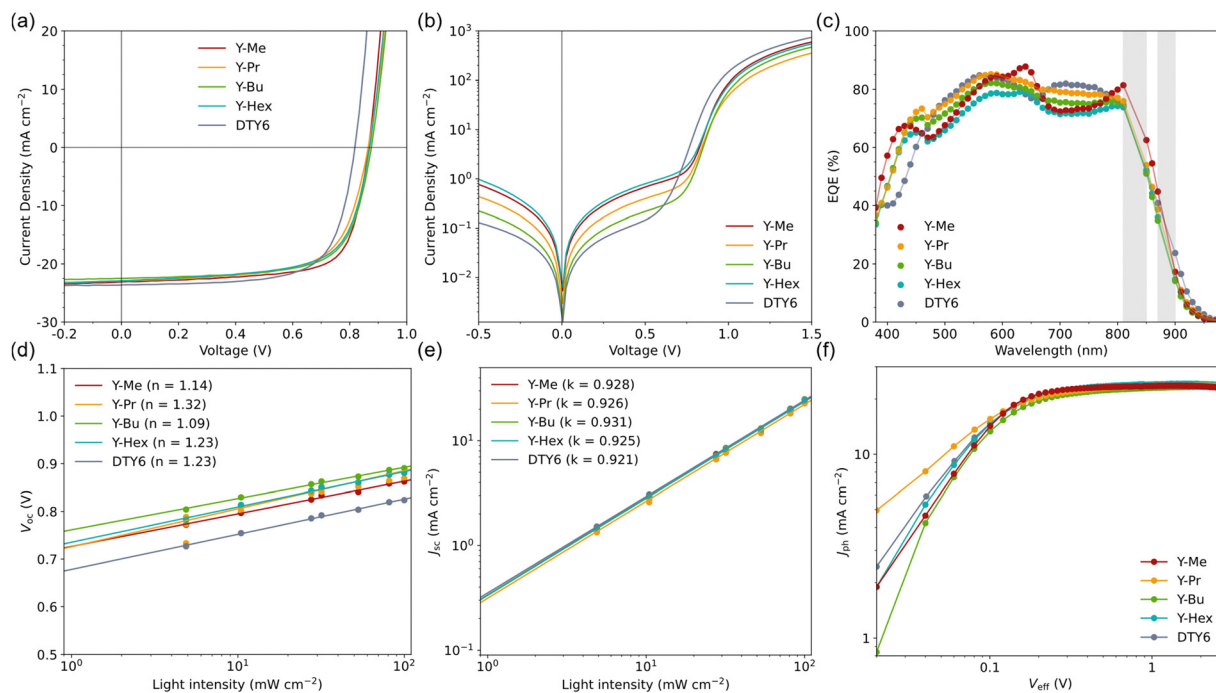 (a)
20
10
0
−10
−20
−30
Current Density (mA cm⁻²)
−0.2
0.0
0.2
0.4
0.6
0.8
1.0
Voltage (V)
Y-Me
Y-Pr
Y-Bu
Y-Hex
DTY6
(b)
10³
10²
10¹
10⁰
10⁻¹
10⁻²
Current Density (mA cm⁻²)
−0.5
0.0
0.5
1.0
1.5
Voltage (V)
Y-Me
Y-Pr
Y-Bu
Y-Hex
DTY6
(c)
100
80
60
40
20
0
EQE (%)
400
500
600
700
800
900
Wavelength (nm)
Y-Me
Y-Pr
Y-Bu
Y-Hex
DTY6
(d)
1.1
1.0
0.9
0.8
0.7
0.6
0.5
Voc (V)
10⁰
10¹
10²
Light intensity (mW cm⁻²)
Y-Me (n = 1.14)
Y-Pr (n = 1.32)
Y-Bu (n = 1.09)
Y-Hex (n = 1.23)
DTY6 (n = 1.23)
(e)
10¹
10⁰
10⁻¹
Jsc (mA cm⁻²)
10⁰
10¹
10²
Light intensity (mW cm⁻²)
Y-Me (k = 0.928)
Y-Pr (k = 0.926)
Y-Bu (k = 0.931)
Y-Hex (k = 0.925)
DTY6 (k = 0.921)
(f)
10
1
Jph (mA cm⁻²)
0.1
1
Veff (V)
Y-Me
Y-Pr
Y-Bu
Y-Hex
DTY6